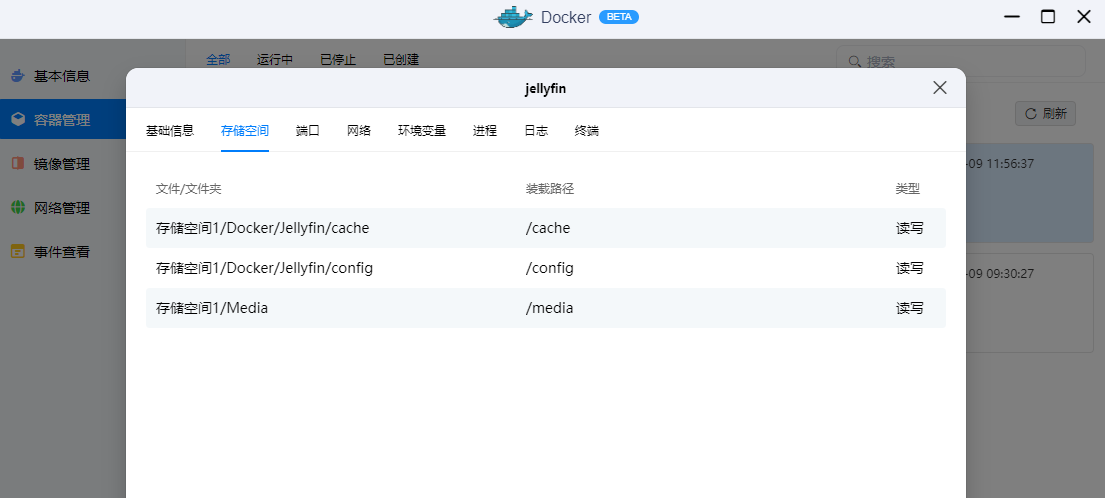 Docker BETA
基本信息
容器管理
镜像管理
网络管理
事件查看
全部 运行中 已停止 已创建
搜索
刷新
-09 11:56:37
-09 09:30:27
jellyfin
基础信息 存储空间 端口 网络 环境变量 进程 日志 终端
文件/文件夹 装载路径 类型
存储空间1/Docker/Jellyfin/cache /cache 读写
存储空间1/Docker/Jellyfin/config /config 读写
存储空间1/Media /media 读写